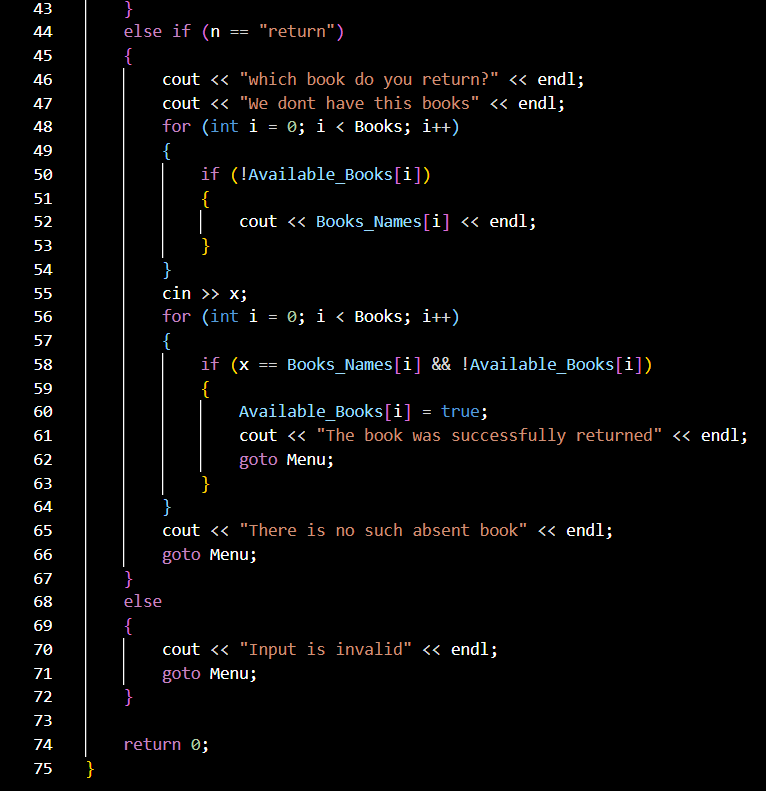 43 }
44 else if (n == "return")
45 {
46 cout << "which book do you return?" << endl;
47 cout << "We dont have this books" << endl;
48 for (int i = 0; i < Books; i++)
49 {
50 if (!Available_Books[i])
51 {
52 cout << Books_Names[i] << endl;
53 }
54 }
55 cin >> x;
56 for (int i = 0; i < Books; i++)
57 {
58 if (x == Books_Names[i] && !Available_Books[i])
59 {
60 Available_Books[i] = true;
61 cout << "The book was successfully returned" << endl;
62 goto Menu;
63 }
64 }
65 cout << "There is no such absent book" << endl;
66 goto Menu;
67 }
68 else
69 {
70 cout << "Input is invalid" << endl;
71 goto Menu;
72 }
73
74 return 0;
75 }